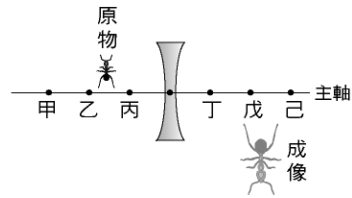 原物
主軸
甲 乙 丙 丁 戊 己
成像